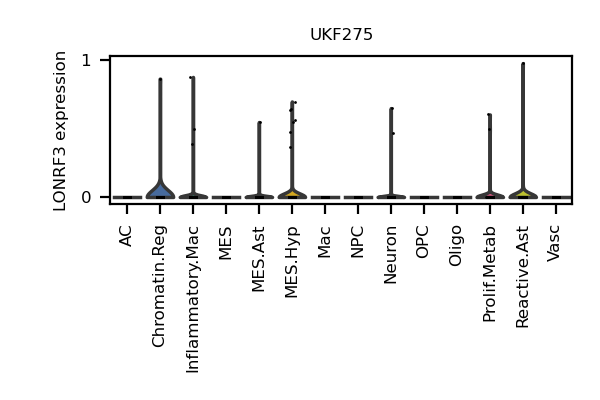 UKF275
LONRF3 expression
1
0
AC
Chromatin.Reg
Inflammatory.Mac
MES
MES.Ast
MES.Hyp
Mac
NPC
Neuron
OPC
Oligo
Prolif.Metab
Reactive.Ast
Vasc